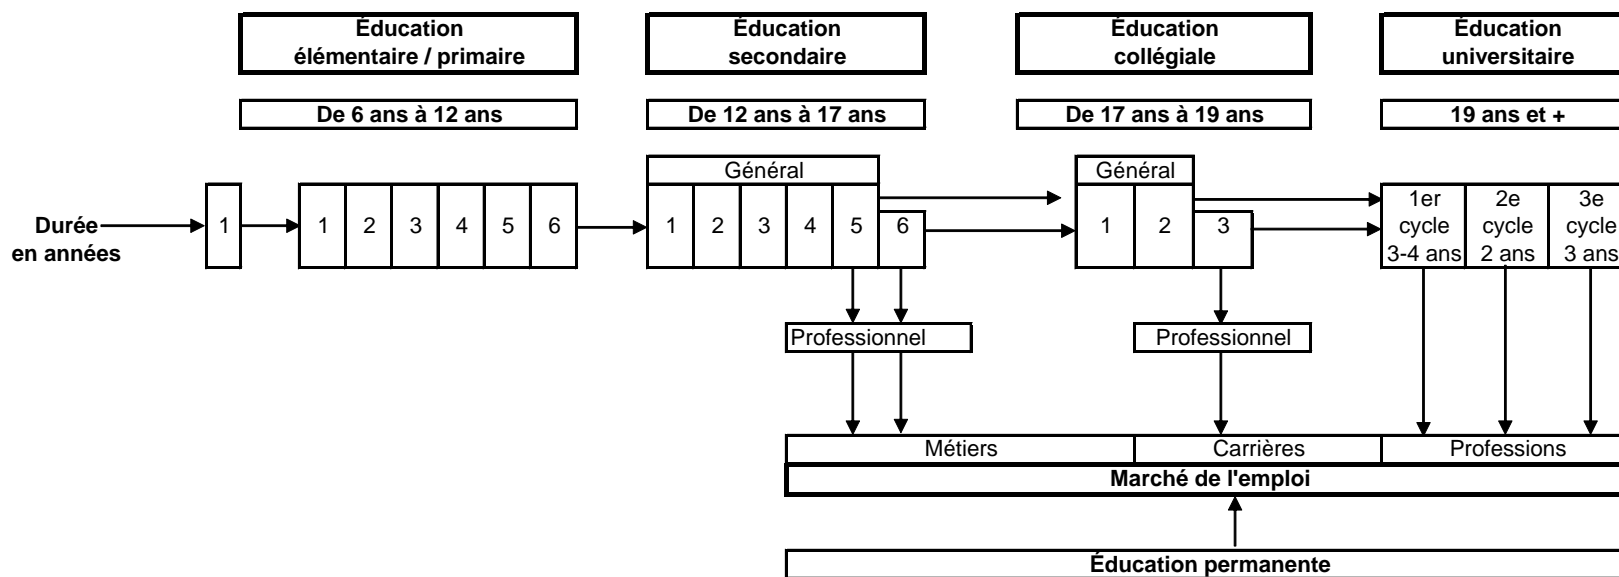 Éducation
élémentaire / primaire
Éducation
secondaire
Éducation
collégiale
Éducation
universitaire
De 6 ans à 12 ans
De 12 ans à 17 ans
De 17 ans à 19 ans
19 ans et +
Général
Général
Durée
en années
1
1 2 3 4 5 6
1 2 3 4 5 6
1 2 3
1er
cycle
3-4 ans
2e
cycle
2 ans
3e
cycle
3 ans
Professionnel
Professionnel
Métiers
Carrières
Professions
Marché de l'emploi
Éducation permanente